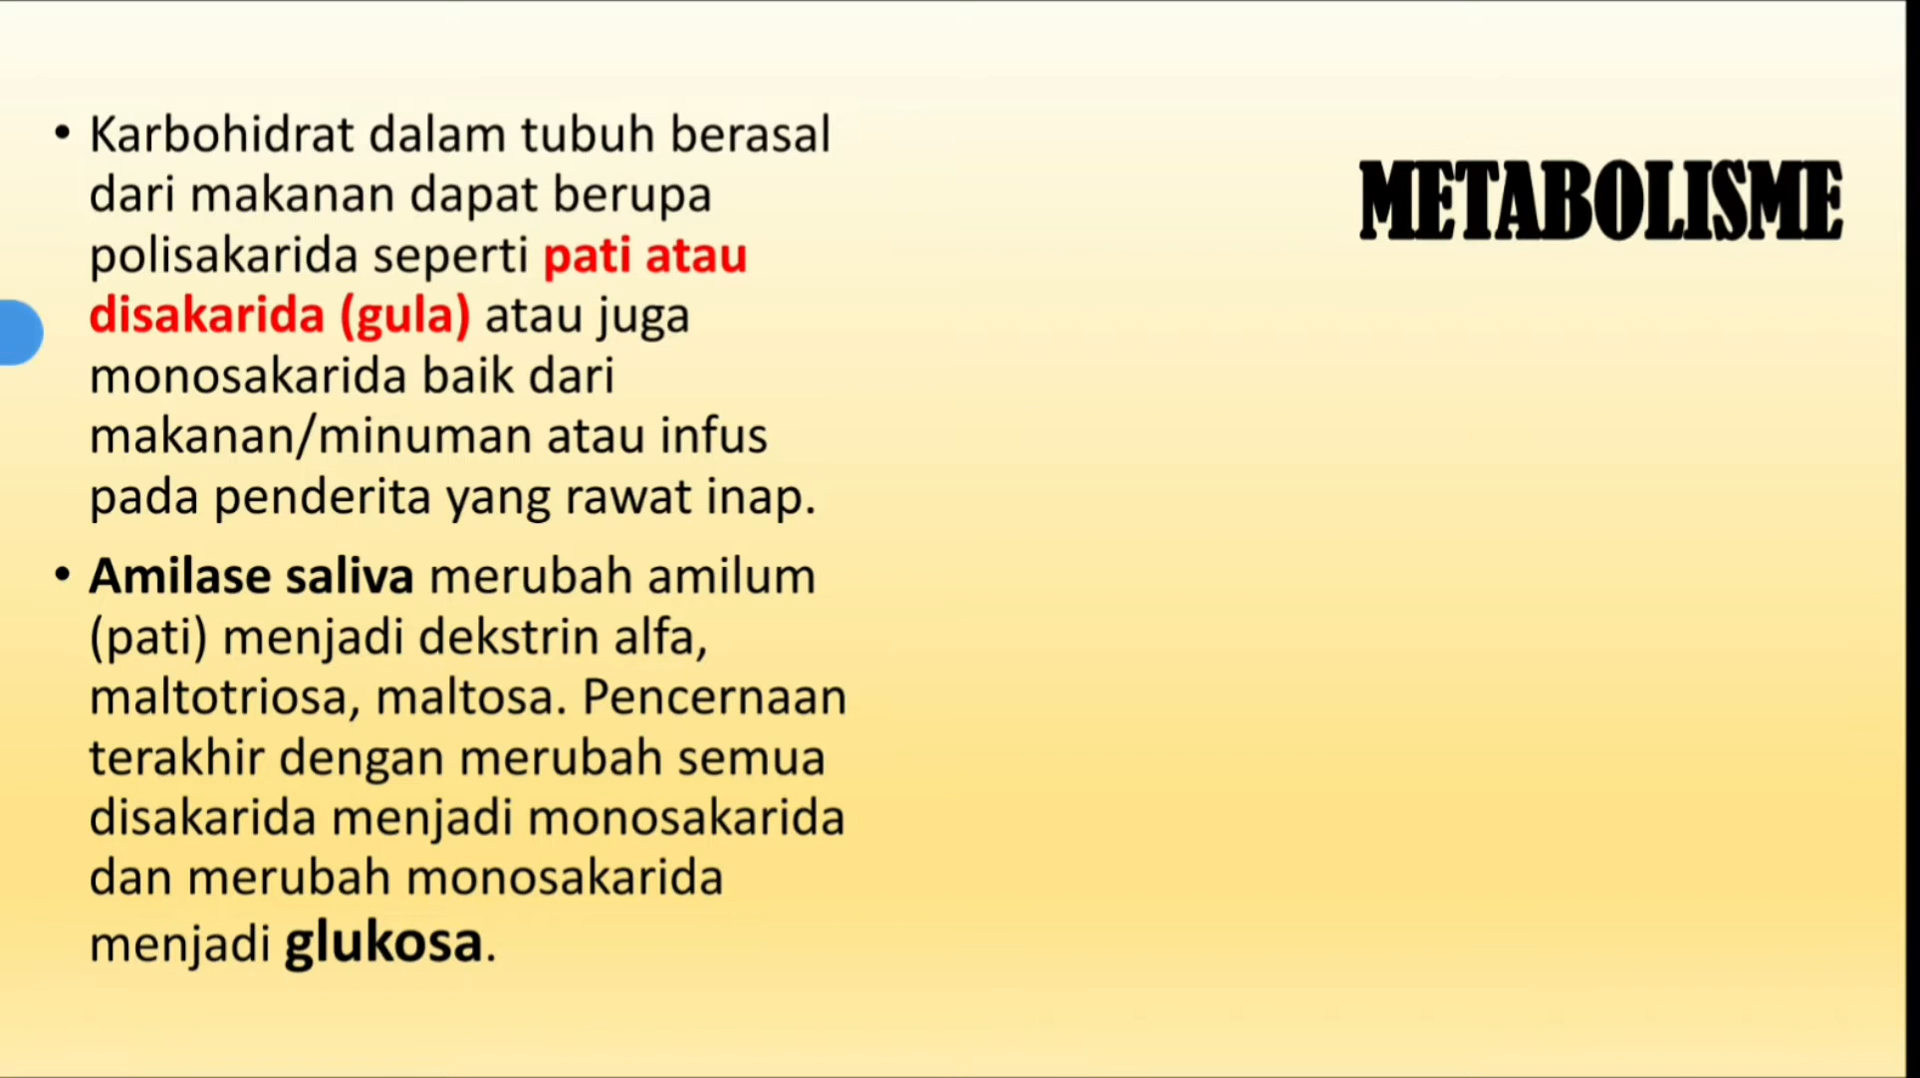 METABOLISME
• Karbohidrat dalam tubuh berasal
dari makanan dapat berupa
polisakarida seperti pati atau
disakarida (gula) atau juga
monosakarida baik dari
makanan/minuman atau infus
pada penderita yang rawat inap.
• Amilase saliva merubah amilum
(pati) menjadi dekstrin alfa,
maltotriosa, maltosa. Pencernaan
terakhir dengan merubah semua
disakarida menjadi monosakarida
dan merubah monosakarida
menjadi glukosa.